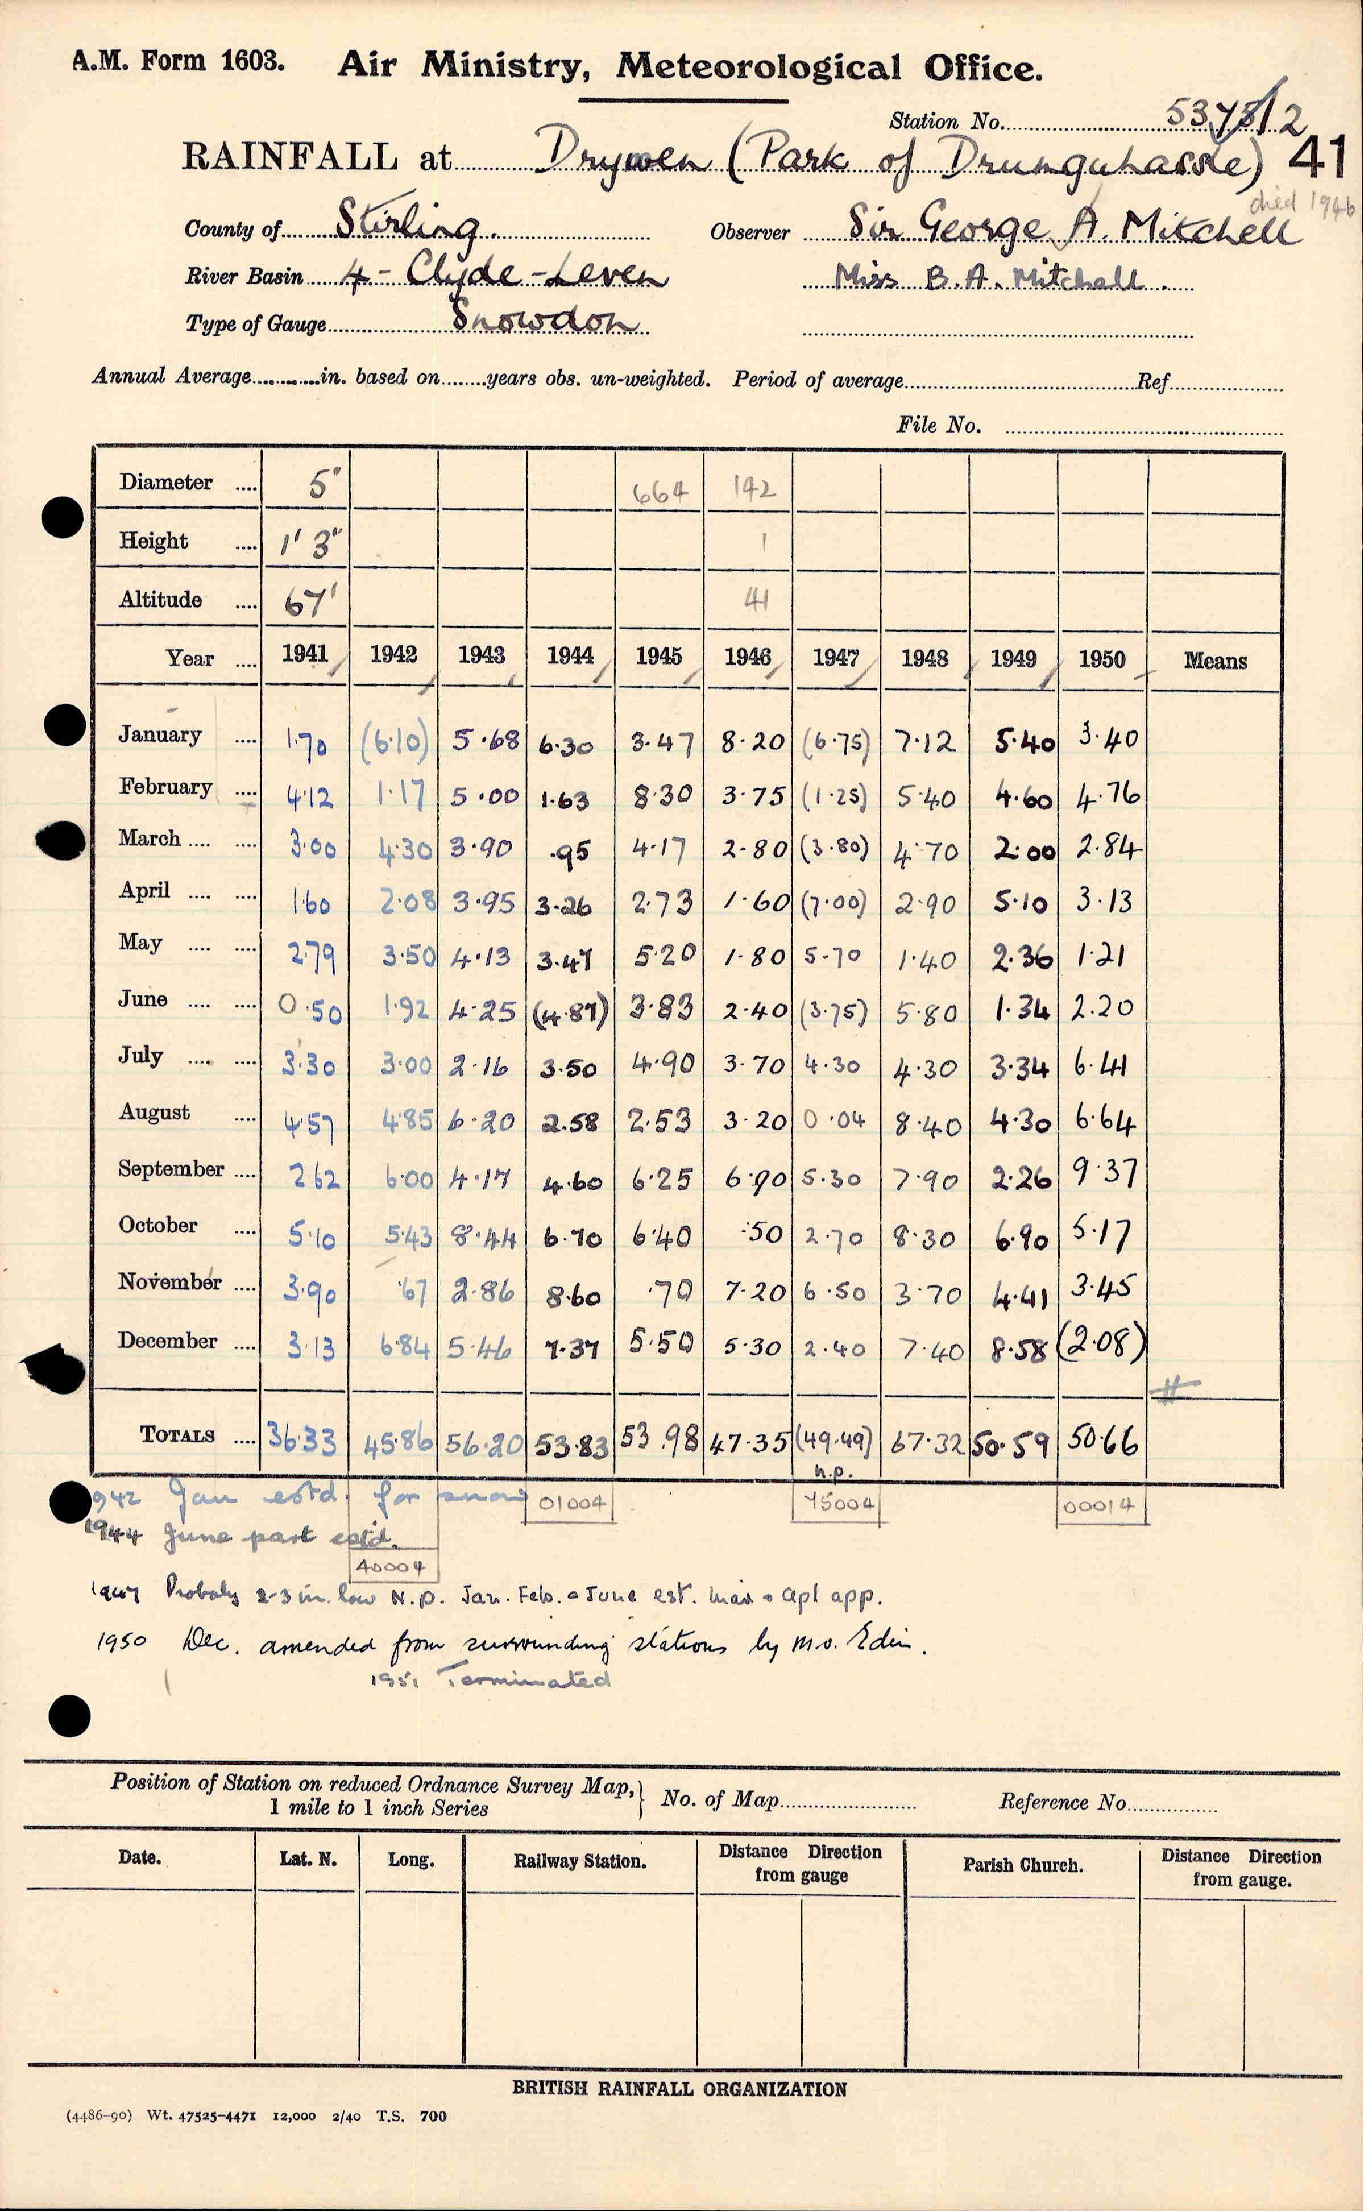 A.M. Form 1603. Air Ministry, Meteorological Office.
Station No. 5378/2
RAINFALL at Drymen (Park of Drumquhassle) 41
died 1946
County of Stirling. Observer Sir George A. Mitchell
River Basin 4 - Clyde - Leven Miss B.A. Mitchell.
Type of Gauge Snowdon
Annual Average in. based on years obs. un-weighted. Period of average Ref
File No.
Diameter 5" 664 142
Height 1' 3" 1
Altitude 67' 41
Year 1941 1942 1943 1944 1945 1946 1947 1948 1949 1950 Means
January 1.70 (6.10) 5.68 6.30 3.47 8.20 (6.75) 7.12 5.40 3.40
February 4.12 1.17 5.00 1.63 8.30 3.75 (1.25) 5.40 4.60 4.76
March 3.00 4.30 3.90 .95 4.17 2.80 (3.80) 4.70 2.00 2.84
April 1.60 2.08 3.95 3.26 2.73 1.60 (7.00) 2.90 5.10 3.13
May 2.79 3.50 4.13 3.47 5.20 1.80 5.70 1.40 2.36 1.21
June 0.50 1.92 4.25 (4.87) 3.83 2.40 (3.75) 5.80 1.34 2.20
July 3.30 3.00 2.16 3.50 4.90 3.70 4.30 4.30 3.34 6.41
August 4.57 4.85 6.20 2.58 2.53 3.20 0.04 8.40 4.30 6.64
September 2.62 6.00 4.17 4.60 6.25 6.90 5.30 7.90 2.26 9.37
October 5.10 5.43 8.44 6.70 6.40 .50 2.70 8.30 6.90 5.17
November 3.90 .67 2.86 8.60 .70 7.20 6.50 3.70 4.41 3.45
December 3.13 6.84 5.46 7.37 5.50 5.30 2.40 7.40 8.58 (2.08)
TOTALS 36.33 45.86 56.20 53.83 53.98 47.35 (49.49) 67.32 50.59 50.66
n.p.
1942 Jan estd. for snow 01004 45004 00014
1944 June part estd.
40004
1947 Probably 2-3 in. low N.p. Jan. Feb. & June est. Mar & Apl app.
1950 Dec. amended from surrounding stations by M.O. Edin.
1951 Terminated
Position of Station on reduced Ordnance Survey Map, 1 mile to 1 inch Series } No. of Map Reference No.
Date. Lat. N. Long. Railway Station. Distance Direction from gauge Parish Church. Distance Direction from gauge.
BRITISH RAINFALL ORGANIZATION
(4486-90) Wt. 47525-4471 12,000 2/40 T.S. 700